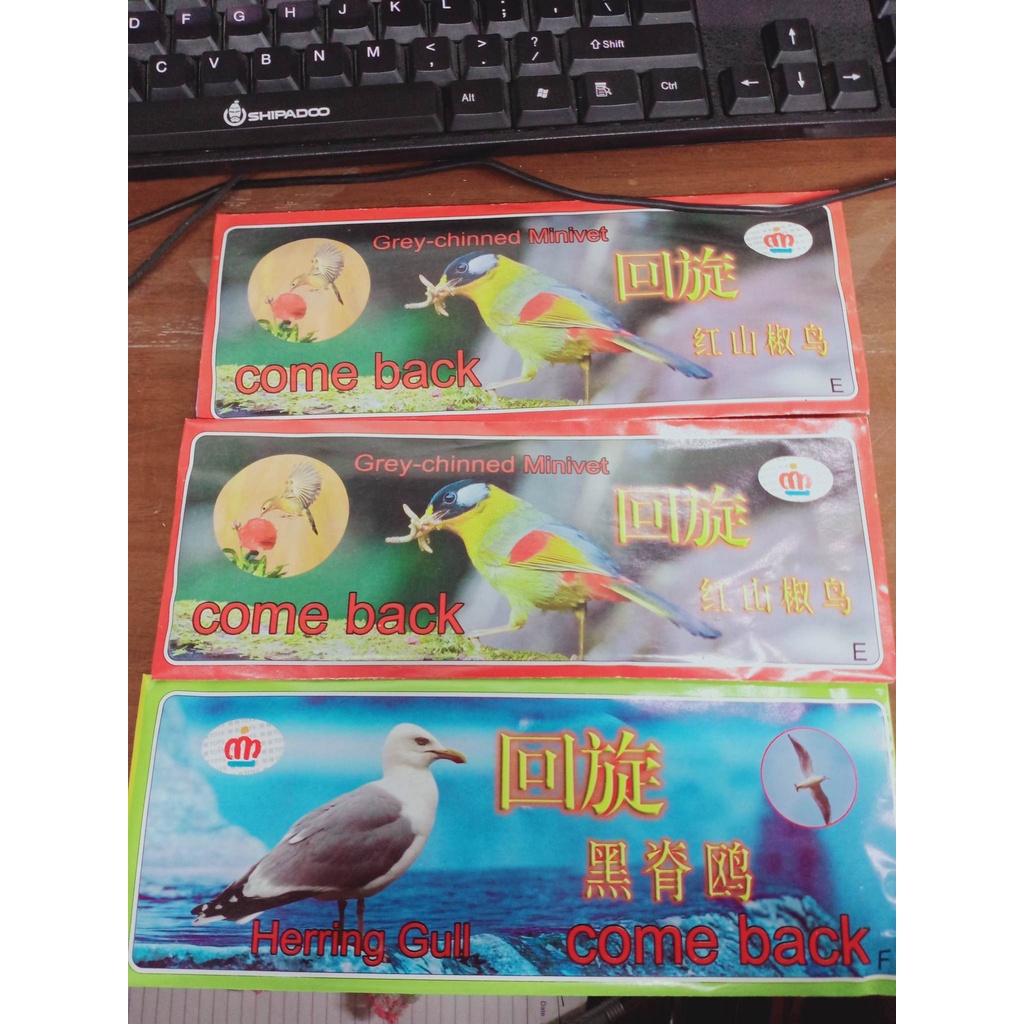 D F G H J K L ; ' \
C V B N M < , > . ? / Shift
SHIPADOO Alt Ctrl
Grey-chinned Minivet
回旋
红山椒鸟
come back
E
Grey-chinned Minivet
回旋
红山椒鸟
come back
E
回旋
黑脊鸥
Herring Gull
come back
F
Date